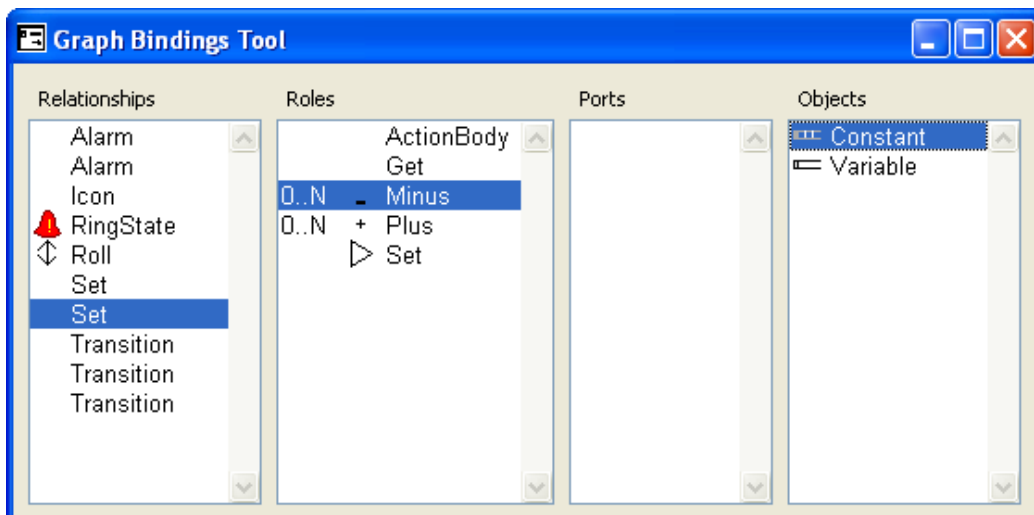 Graph Bindings Tool
Relationships
Alarm
Alarm
Icon
RingState
Roll
Set
Set
Transition
Transition
Transition
Roles
ActionBody
Get
0..N - Minus
0..N + Plus
Set
Ports
Objects
Constant
Variable